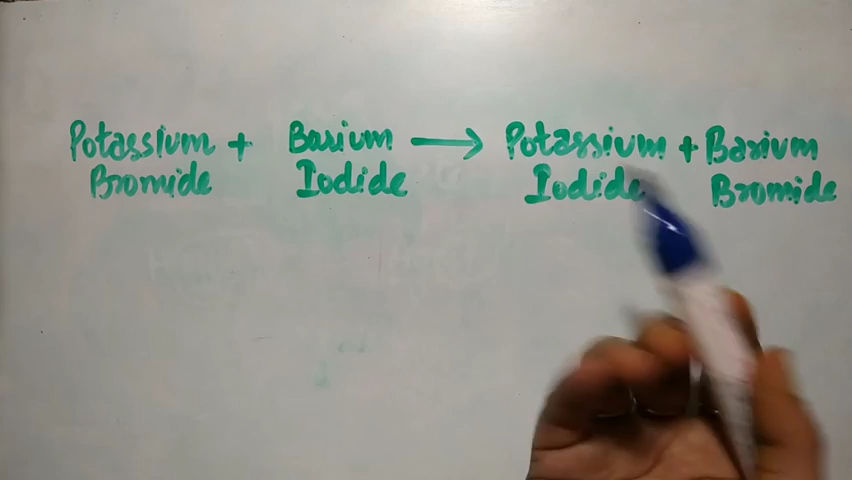 Potassium + Barium → Potassium + Barium
Bromide Iodide Iodide Bromide